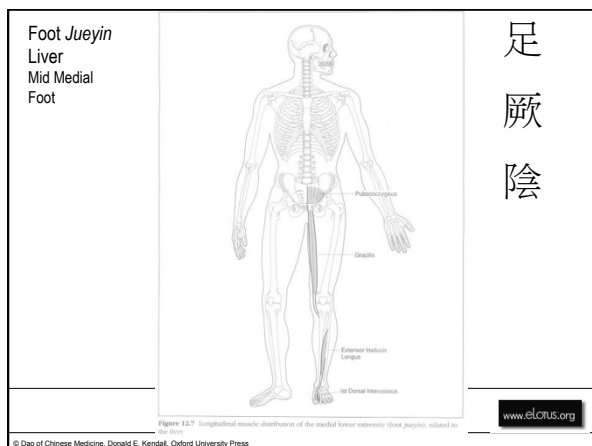 Foot Jueyin
Liver
Mid Medial
Foot
足
厥
陰
Pubococcygeus
Gracilis
Extensor Hallucis
Longus
Ist Dorsal Interosseus
Figure 12.7 Longitudinal muscle distribution of the medial lower extremity (foot jueyin), related to
the liver.
www.eLotus.org
© Dao of Chinese Medicine, Donald E. Kendall, Oxford University Press